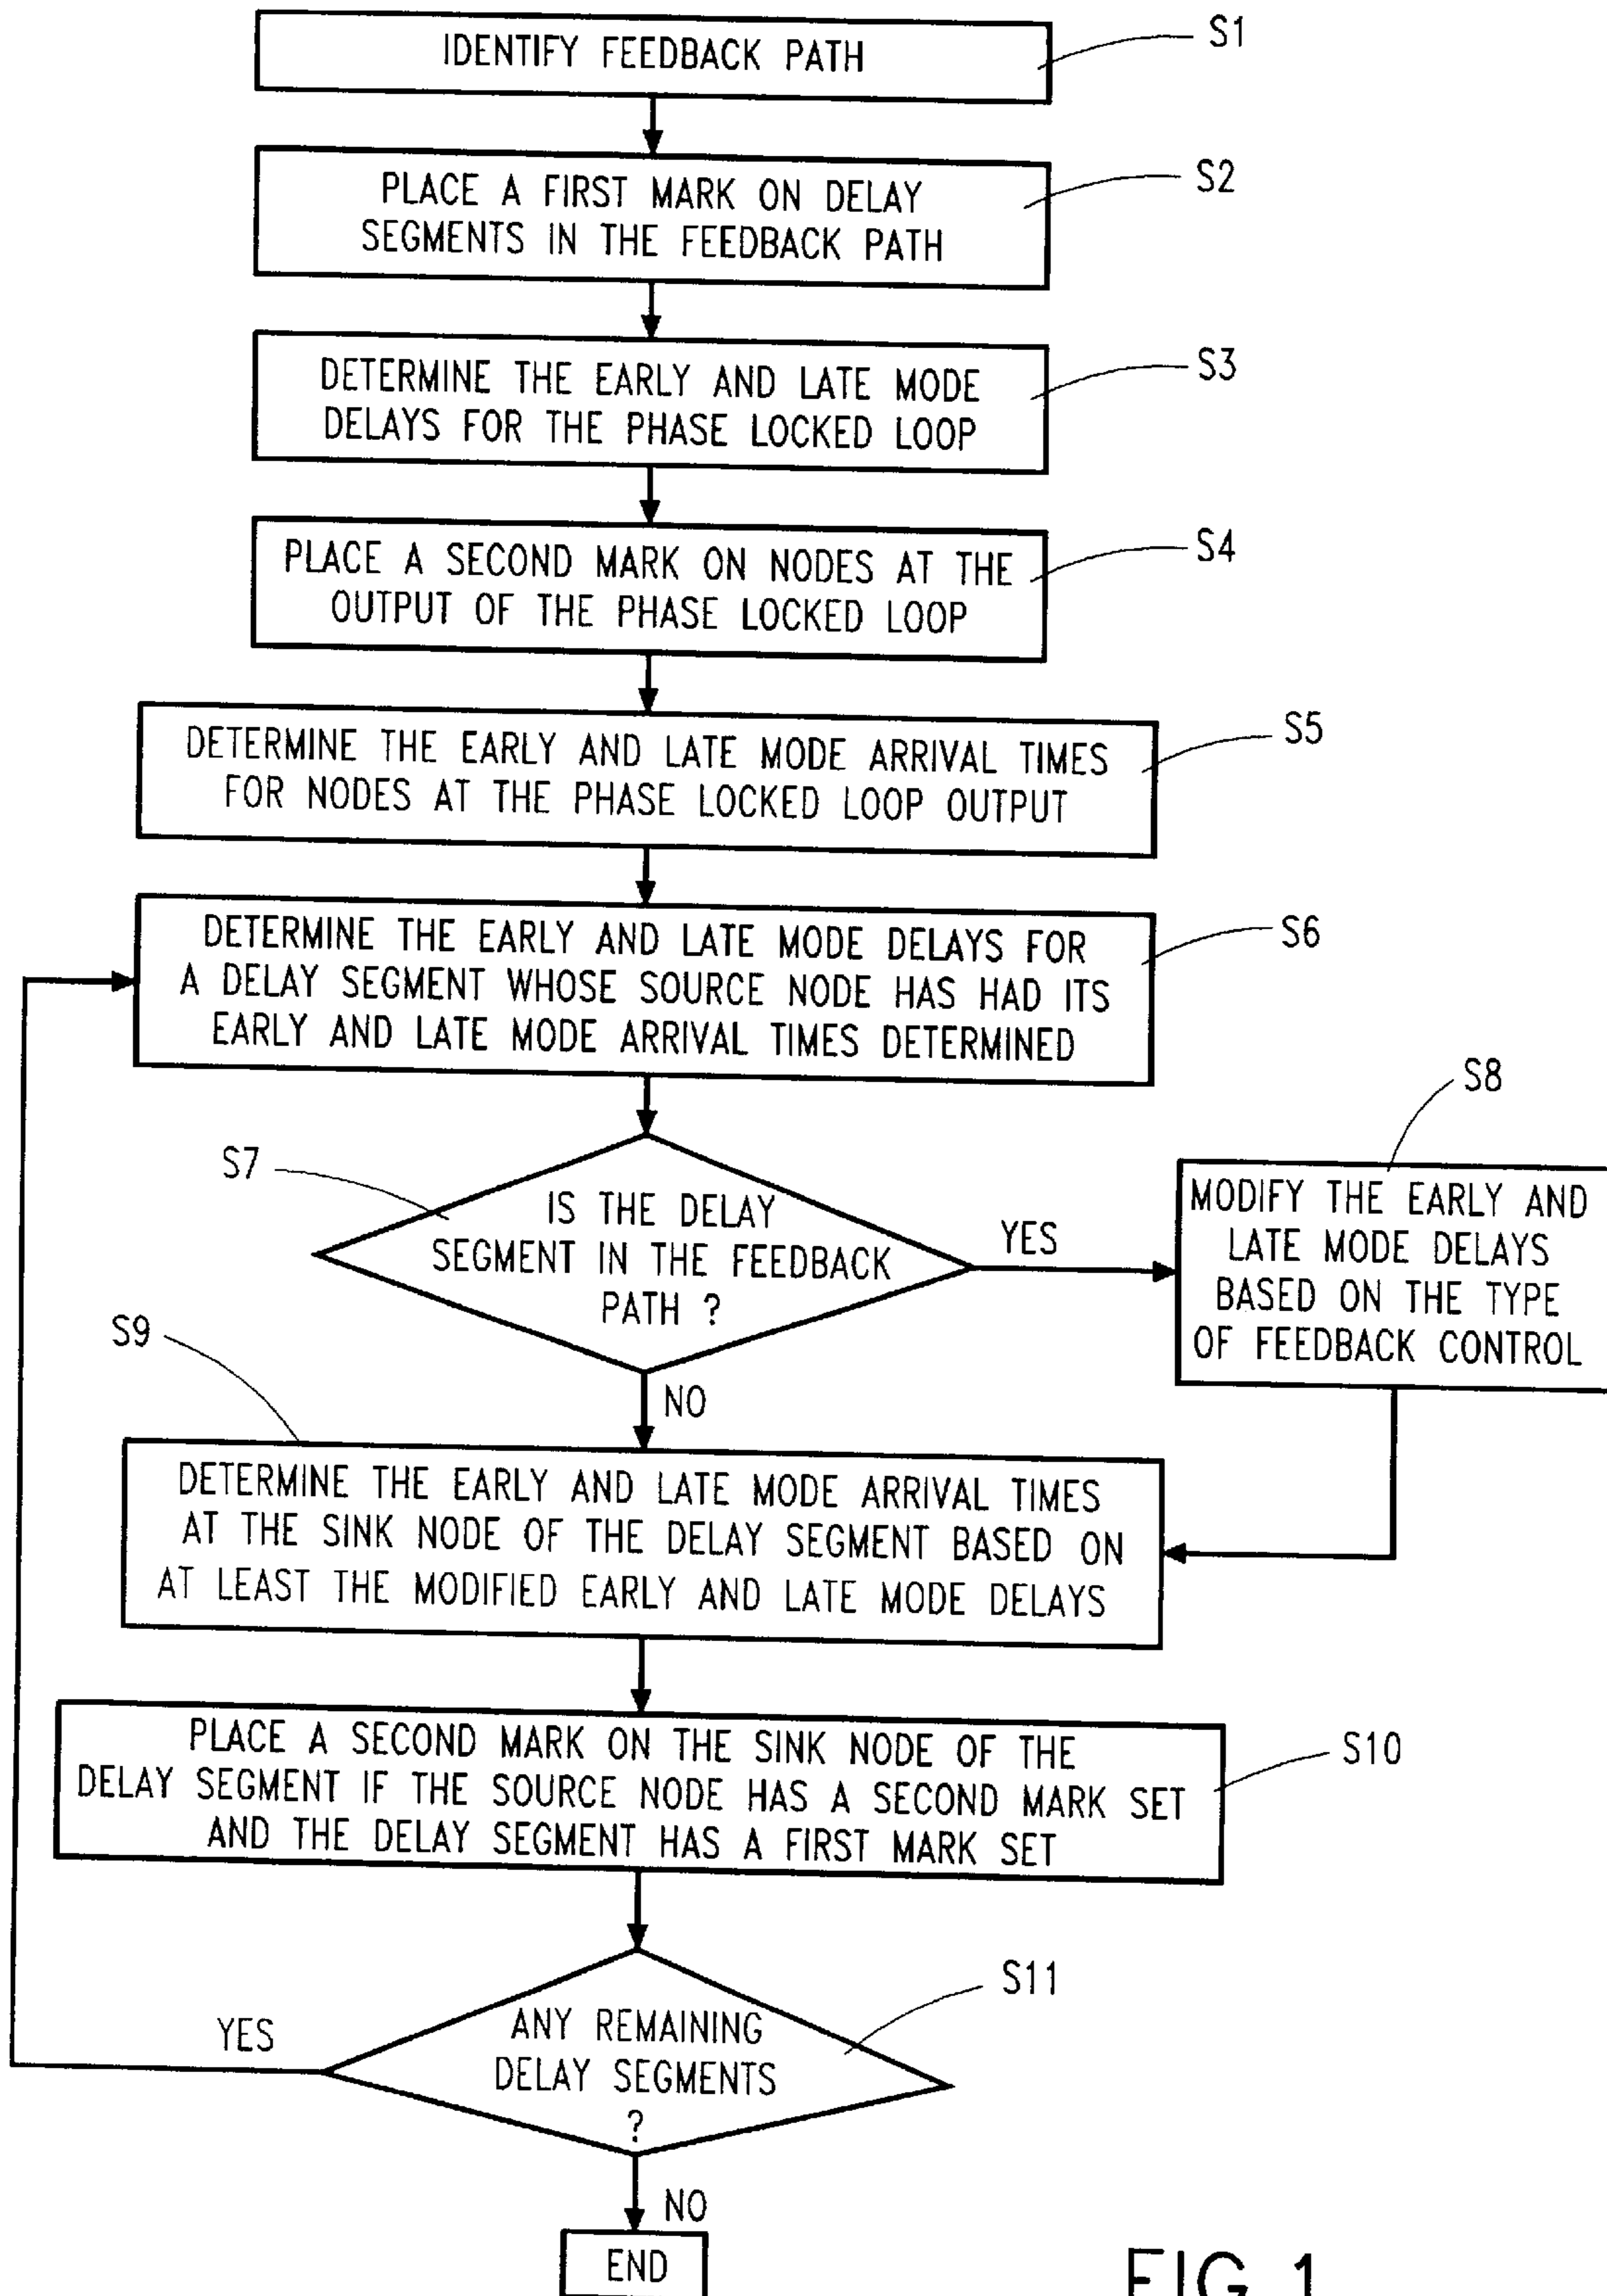 IDENTIFY FEEDBACK PATH
S1
PLACE A FIRST MARK ON DELAY
SEGMENTS IN THE FEEDBACK PATH
S2
DETERMINE THE EARLY AND LATE MODE
DELAYS FOR THE PHASE LOCKED LOOP
S3
PLACE A SECOND MARK ON NODES AT THE
OUTPUT OF THE PHASE LOCKED LOOP
S4
DETERMINE THE EARLY AND LATE MODE ARRIVAL TIMES
FOR NODES AT THE PHASE LOCKED LOOP OUTPUT
S5
DETERMINE THE EARLY AND LATE MODE DELAYS FOR
A DELAY SEGMENT WHOSE SOURCE NODE HAS HAD ITS
EARLY AND LATE MODE ARRIVAL TIMES DETERMINED
S6
S7
IS THE DELAY
SEGMENT IN THE FEEDBACK
PATH ?
YES
S8
MODIFY THE EARLY AND
LATE MODE DELAYS
BASED ON THE TYPE
OF FEEDBACK CONTROL
NO
S9
DETERMINE THE EARLY AND LATE MODE ARRIVAL TIMES
AT THE SINK NODE OF THE DELAY SEGMENT BASED ON
AT LEAST THE MODIFIED EARLY AND LATE MODE DELAYS
PLACE A SECOND MARK ON THE SINK NODE OF THE
DELAY SEGMENT IF THE SOURCE NODE HAS A SECOND MARK SET
AND THE DELAY SEGMENT HAS A FIRST MARK SET
S10
S11
ANY REMAINING
DELAY SEGMENTS
?
YES
NO
END
FIG.1